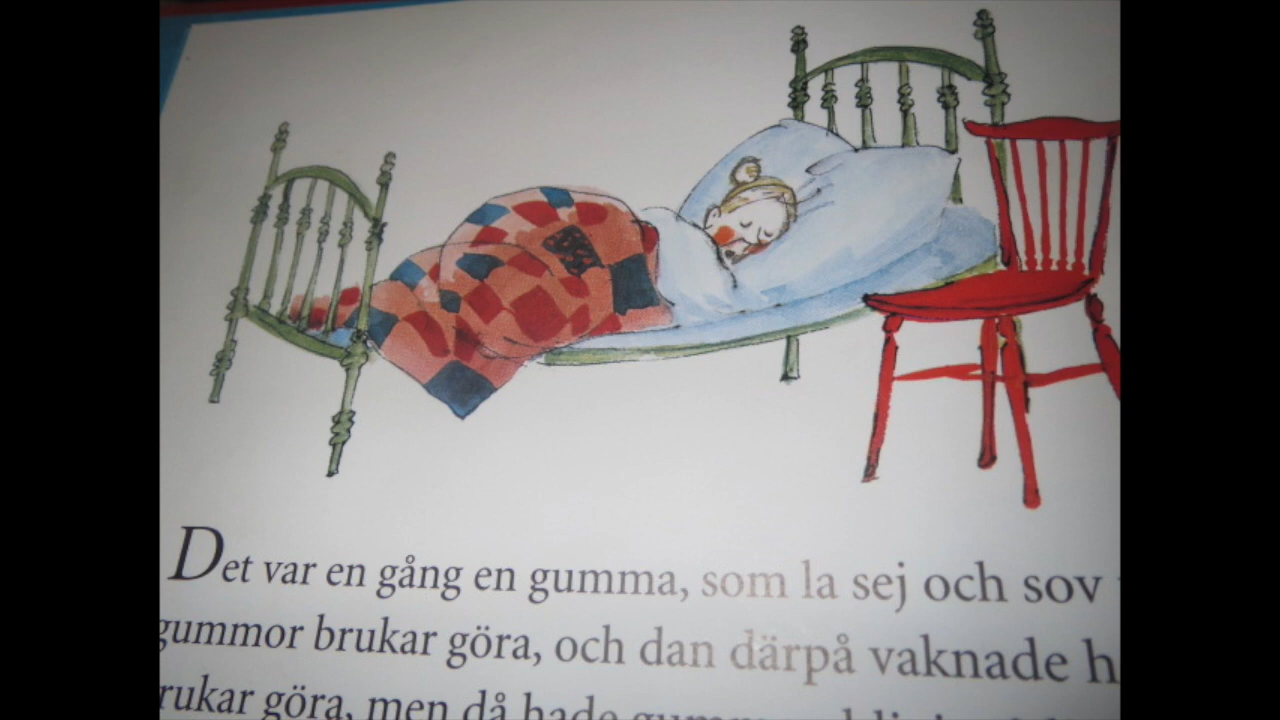 Det var en gång en gumma, som la sej och sov
gummor brukar göra, och dan därpå vaknade
brukar göra, men då hade